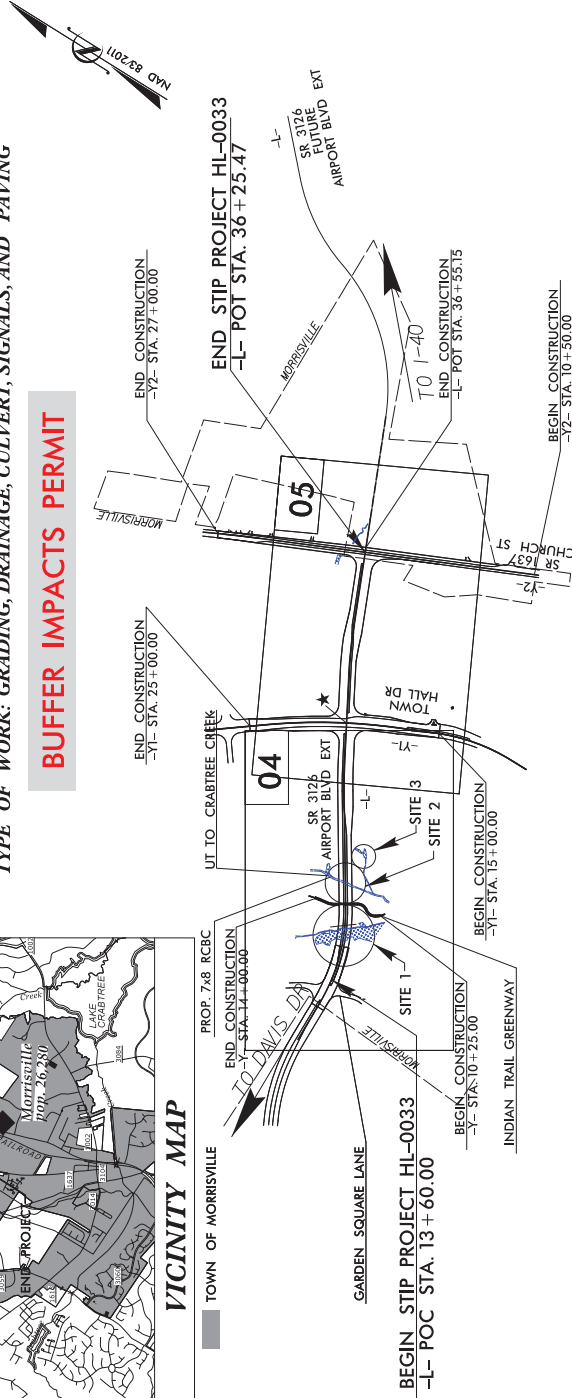 TYPE OF WORK: GRADING, DRAINAGE, CULVERT, SIGNALS, AND PAVING
BUFFER IMPACTS PERMIT
NAD 83/2011
END STIP PROJECT HL-0033
-L- POT STA. 36+25.47
-L-
SR 3126
FUTURE
AIRPORT BLVD EXT
END CONSTRUCTION
-Y2- STA. 27+00.00
MORRISVILLE
MORRISVILLE
TO I-40
END CONSTRUCTION
-L- POT STA. 36+55.15
BEGIN CONSTRUCTION
-Y2- STA. 10+50.00
05
SR 1637
CHURCH ST
-Y2-
END CONSTRUCTION
-Y1- STA. 25+00.00
TOWN
HALL DR
-Y1-
04
UT TO CRABTREE CREEK
SR 3126
AIRPORT BLVD EXT
-L-
SITE 3
SITE 2
BEGIN CONSTRUCTION
-Y1- STA. 15+00.00
PROP. 7x8 RCBC
END CONSTRUCTION
-Y- STA. 14+00.00
SITE 1
TO DAVIS DR
MORRISVILLE
BEGIN CONSTRUCTION
-Y- STA. 10+25.00
INDIAN TRAIL GREENWAY
GARDEN SQUARE LANE
BEGIN STIP PROJECT HL-0033
-L- POC STA. 13+60.00
Creek
LAKE
CRABTREE
Morrisville
pop. 26,280
3084
1002
3104
1637
RAILROAD
END PROJECT
VICINITY MAP
TOWN OF MORRISVILLE